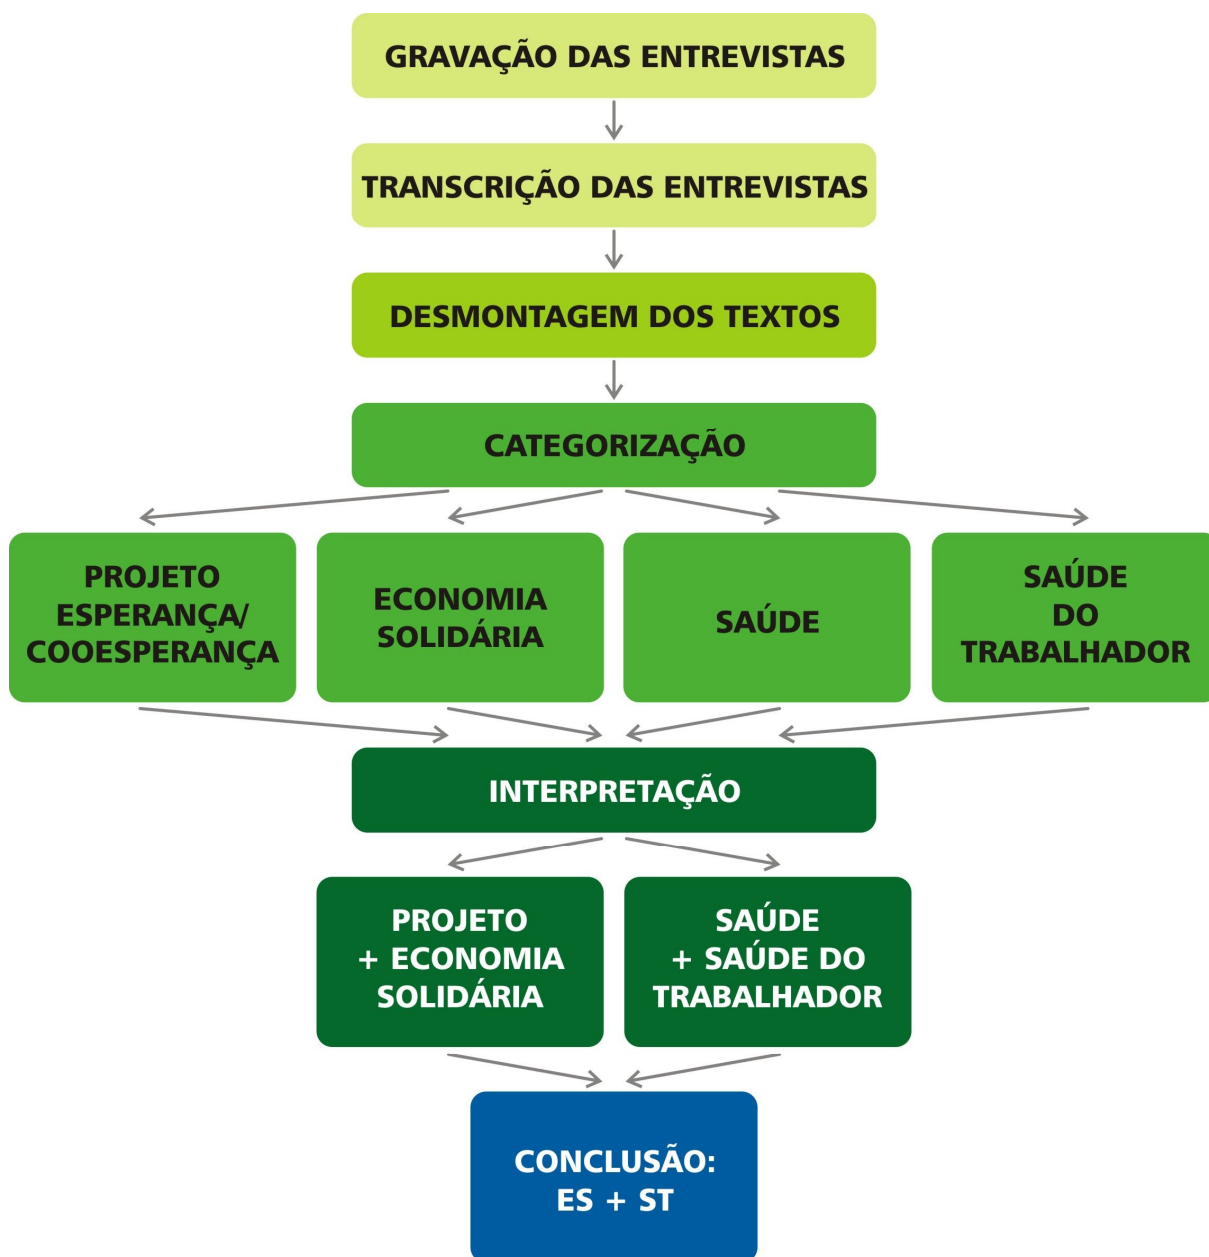 GRAVAÇÃO DAS ENTREVISTAS
TRANSCRIÇÃO DAS ENTREVISTAS
DESMONTAGEM DOS TEXTOS
CATEGORIZAÇÃO
PROJETO
ESPERANÇA/
COOESPERANÇA
ECONOMIA
SOLIDÁRIA
SAÚDE
SAÚDE
DO
TRABALHADOR
INTERPRETAÇÃO
PROJETO
+ ECONOMIA
SOLIDÁRIA
SAÚDE
+ SAÚDE DO
TRABALHADOR
CONCLUSÃO:
ES + ST